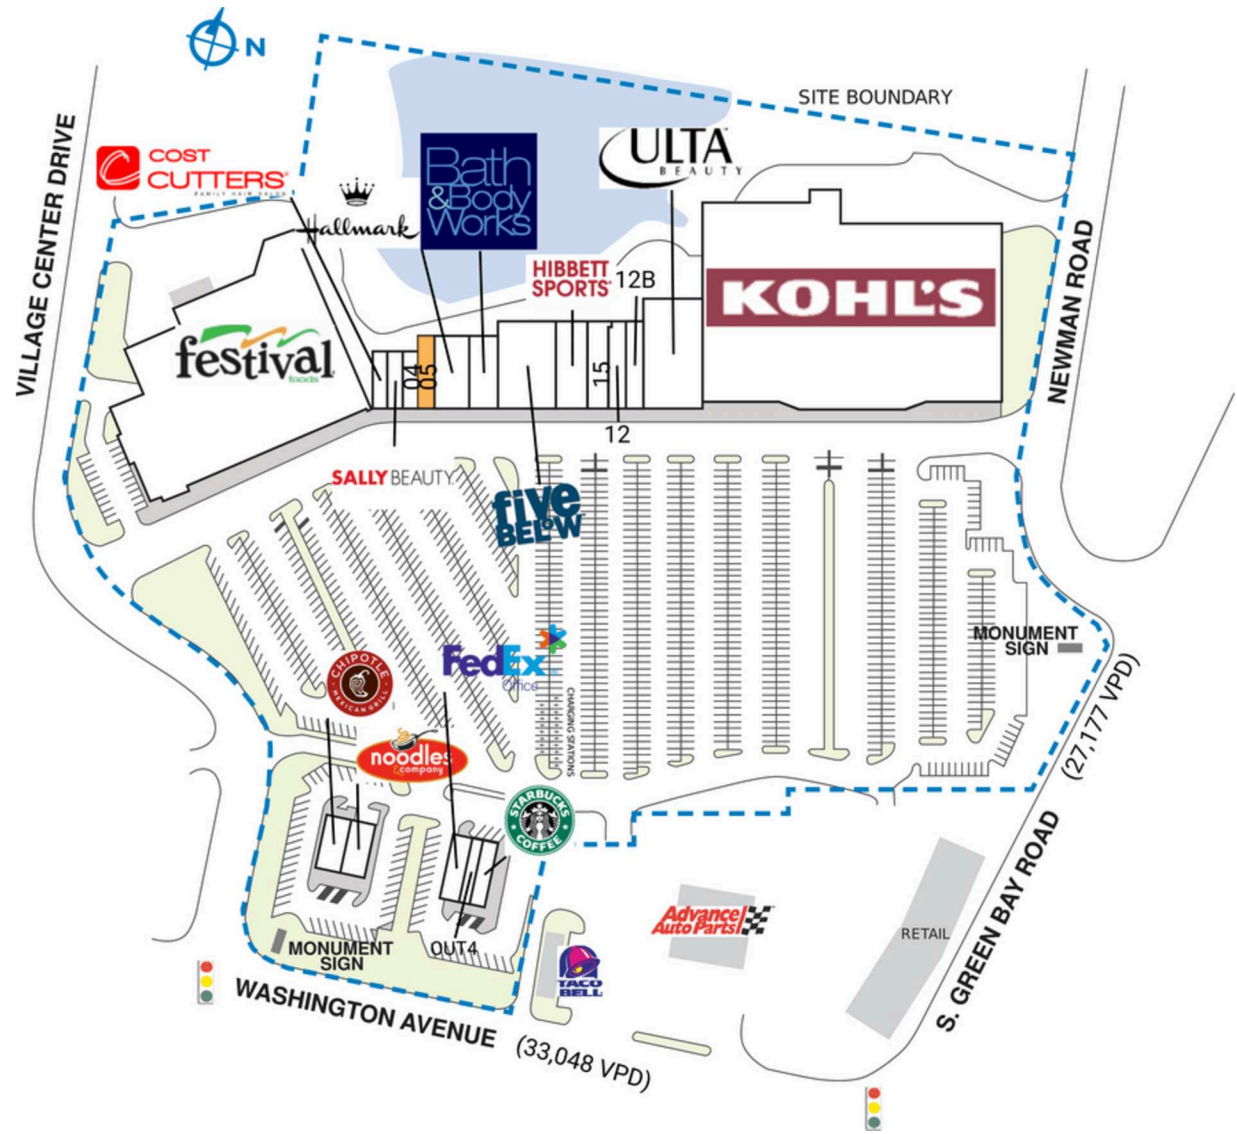 N
SITE BOUNDARY
VILLAGE CENTER DRIVE
COST
CUTTERS
FAMILY HAIR SALON
Hallmark
Bath
&Body
Works
ULTA
BEAUTY
HIBBETT
SPORTS
12B
KOHL'S
NEWMAN ROAD
festival
foods
04
05
15
12
SALLY BEAUTY
five
BELOW
FedEx
Office
CHARGING STATIONS
MONUMENT
SIGN
CHIPOTLE
MEXICAN GRILL
noodles
& company
STARBUCKS
COFFEE
(27,177 VPD)
S. GREEN BAY ROAD
Advance
Auto Parts
RETAIL
MONUMENT
SIGN
OUT4
TACO
BELL
WASHINGTON AVENUE
(33,048 VPD)